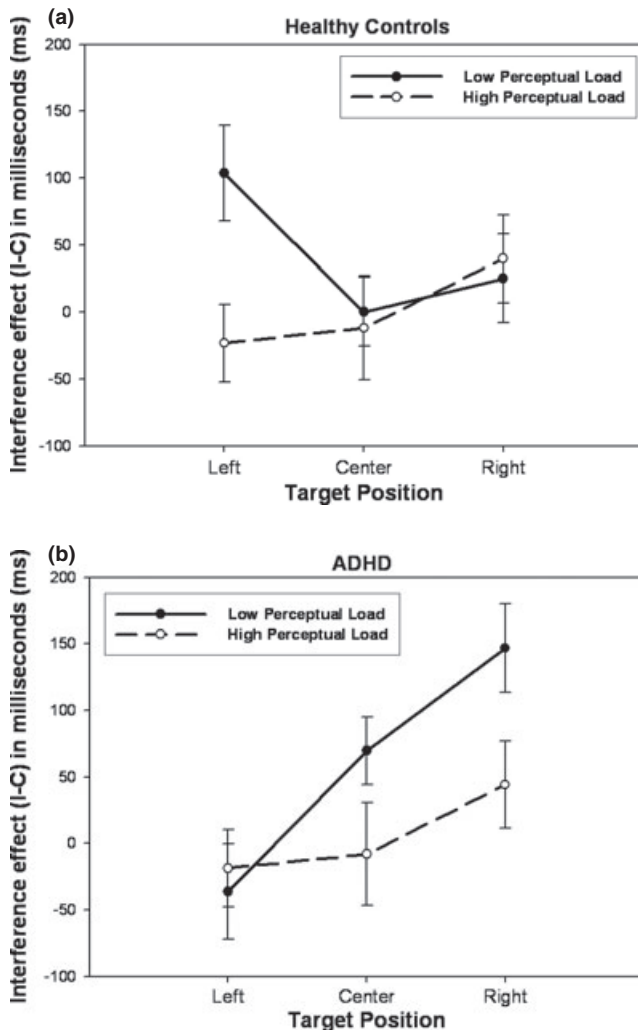 (a)
Healthy Controls
200
150
100
50
0
-50
-100
Interference effect (I-C) in milliseconds (ms)
Low Perceptual Load
High Perceptual Load
Left Center Right
Target Position
(b)
ADHD
200
150
100
50
0
-50
-100
Interference effect (I-C) in milliseconds (ms)
Low Perceptual Load
High Perceptual Load
Left Center Right
Target Position